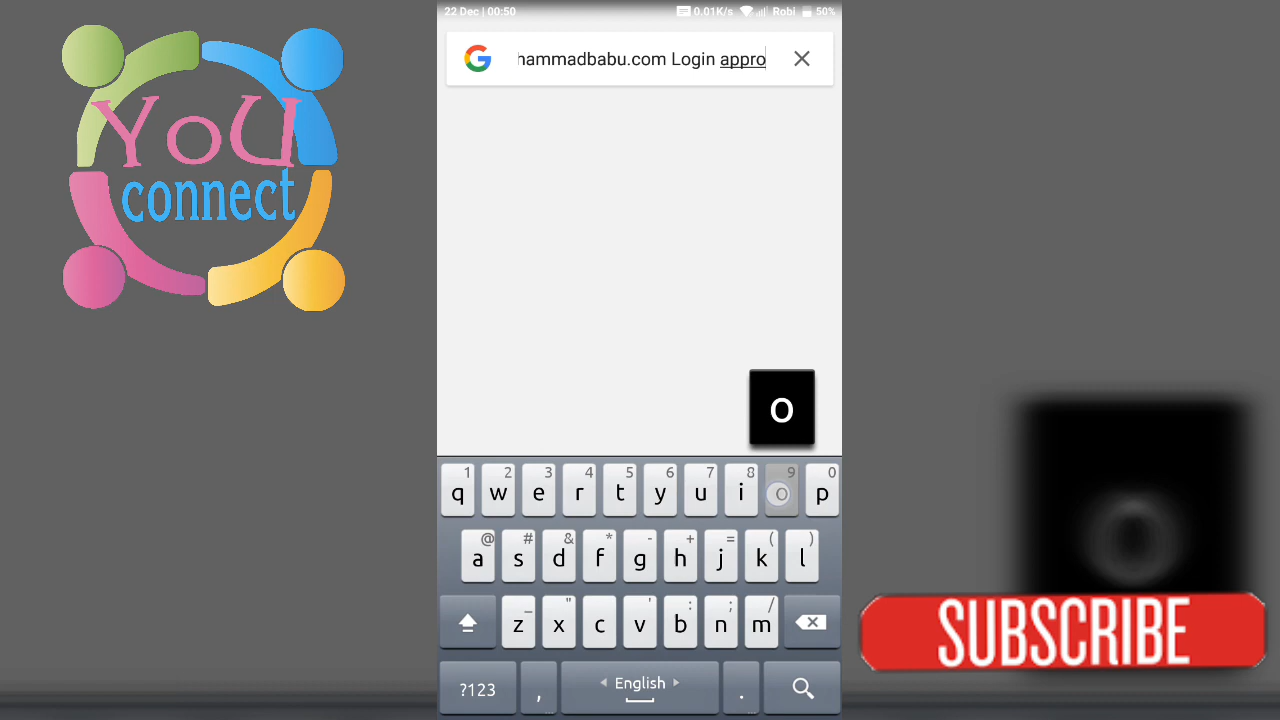 YoU
connect
22 Dec | 00:50 0.01K/s Robi 50%
hammadbabu.com Login appro
o
1 2 3 4 5 6 7 8 9 0
q w e r t y u i o p
@ # & * - + = ( )
a s d f g h j k l
_ " ' : ; /
z x c v b n m
?123 , English .
SUBSCRIBE